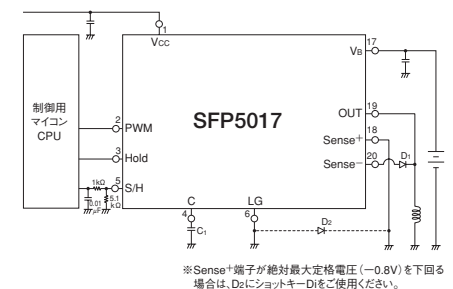 1
VCC
17
VB
制御用
マイコン
CPU
SFP5017
19
OUT
2
PWM
18
Sense+
3
Hold
20
Sense−
D1
1kΩ
5
S/H
0.01
μF
5.1
kΩ
C
LG
4
6
C1
D2
※Sense+端子が絶対最大定格電圧（−0.8V）を下回る
場合は、D2にショットキーDiをご使用ください。